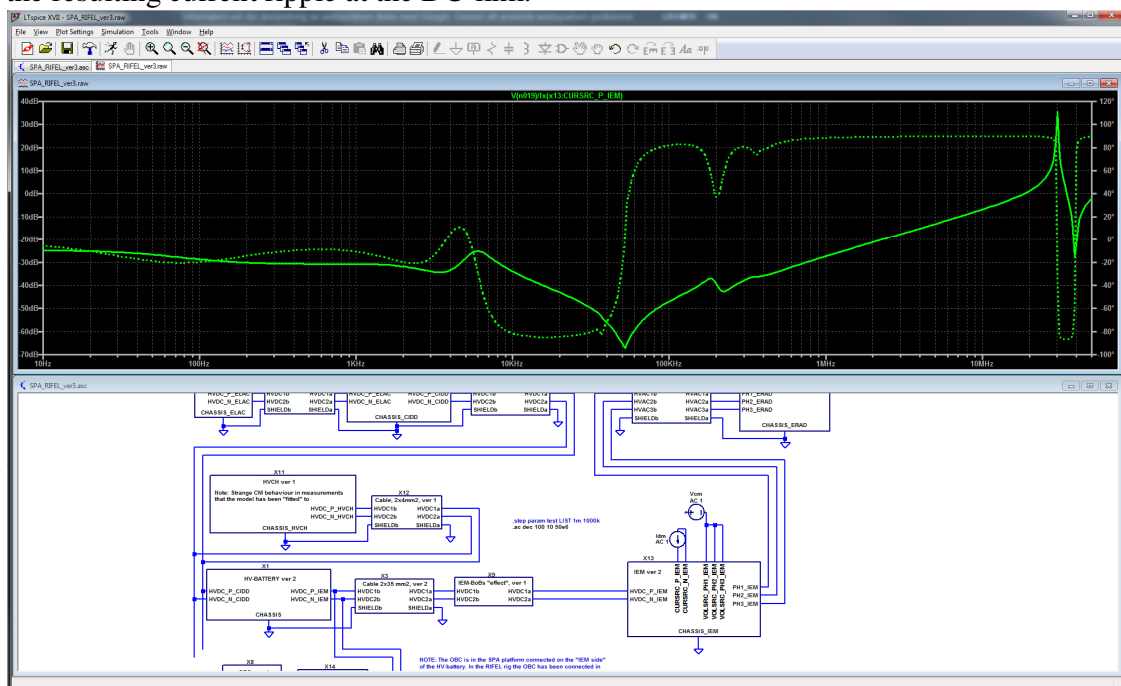 the resulting current ripple at the DC-link.
LTspice XVII - SPA_RIFEL_ver3.raw
File View Plot Settings Simulation Tools Window Help
SPA_RIFEL_ver3.asc SPA_RIFEL_ver3.raw
SPA_RIFEL_ver3.raw
V(n019)/Ix(x13:CURSRC_P_IEM)
40dB 120°
30dB 100°
20dB 80°
10dB 60°
0dB 40°
-10dB 20°
-20dB 0°
-30dB -20°
-40dB -40°
-50dB -60°
-60dB -80°
-70dB -100°
10Hz 100Hz 1KHz 10KHz 100KHz 1MHz 10MHz
SPA_RIFEL_ver3.asc
HVDC_P_ELAC HVDC1b HVDC1a HVDC_P_ELAC HVDC_P_CIDD HVDC1b HVDC1a
HVDC_N_ELAC HVDC2b HVDC2a HVDC_N_ELAC HVDC_N_CIDD HVDC2b HVDC2a
CHASSIS_ELAC SHIELDb SHIELDa CHASSIS_CIDD SHIELDb SHIELDa
HVAC1b HVAC1a PH1_ERAD
HVAC2b HVAC2a PH2_ERAD
HVAC3b HVAC3a PH3_ERAD
SHIELDb SHIELDa
CHASSIS_ERAD
X11
HVCH ver 1
Note: Strange CM behaviour in measurements
that the model has been "fitted" to
HVDC_P_HVCH
HVDC_N_HVCH
CHASSIS_HVCH
X12
Cable, 2x4mm2, ver 1
HVDC1b HVDC1a
HVDC2b HVDC2a
SHIELDb SHIELDa
.step param test LIST 1m 1000k
.ac dec 100 10 50e6
Vcm
AC 1
Idm
AC 1
X1
HV-BATTERY ver 2
HVDC_P_CIDD HVDC_P_IEM
HVDC_N_CIDD HVDC_N_IEM
CHASSIS
X3
Cable 2x35 mm2, ver 2
HVDC1b HVDC1a
HVDC2b HVDC2a
SHIELDb SHIELDa
X9
IEM-BoBs "effect", ver 1
HVDC1b HVDC1a
HVDC2b HVDC2a
X13
IEM ver 2
CURSRC_P_IEM
CURSRC_N_IEM
VOLSRC_PH1_IEM
VOLSRC_PH2_IEM
VOLSRC_PH3_IEM
HVDC_P_IEM
HVDC_N_IEM
PH1_IEM
PH2_IEM
PH3_IEM
CHASSIS_IEM
X8
X14
NOTE: The OBC is in the SPA platform connected on the "IEM side"
of the HV-battery. In the RIFEL rig the OBC has been connected in